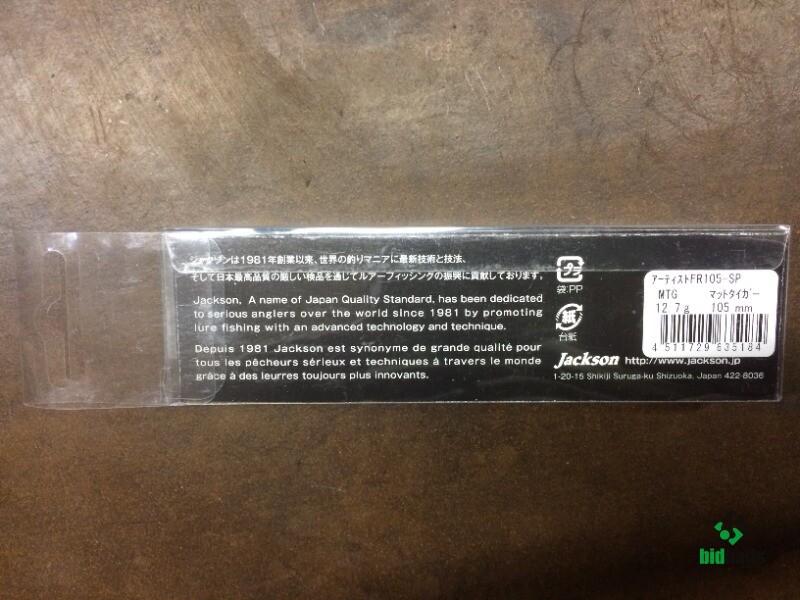 ジャクソンは1981年創業以来、世界の釣りマニアに最新技術と技法、
そして日本最高品質の厳しい検品を通じてルアーフィッシングの振興に貢献しております。
Jackson, A name of Japan Quality Standard, has been dedicated
to serious anglers over the world since 1981 by promoting
lure fishing with an advanced technology and technique.
Depuis 1981 Jackson est synonyme de grande qualité pour
tous les pêcheurs sérieux et techniques à travers le monde
grâce à des leurres toujours plus innovants.
プラ
袋:PP
紙
台紙
アーティストFR105-SP
MTG マットタイガー
12.7g 105 mm
4 511729 635184
Jackson http://www.jackson.jp
1-20-15 Shikiji Suruga-ku Shizuoka, Japan 422-8036
bid